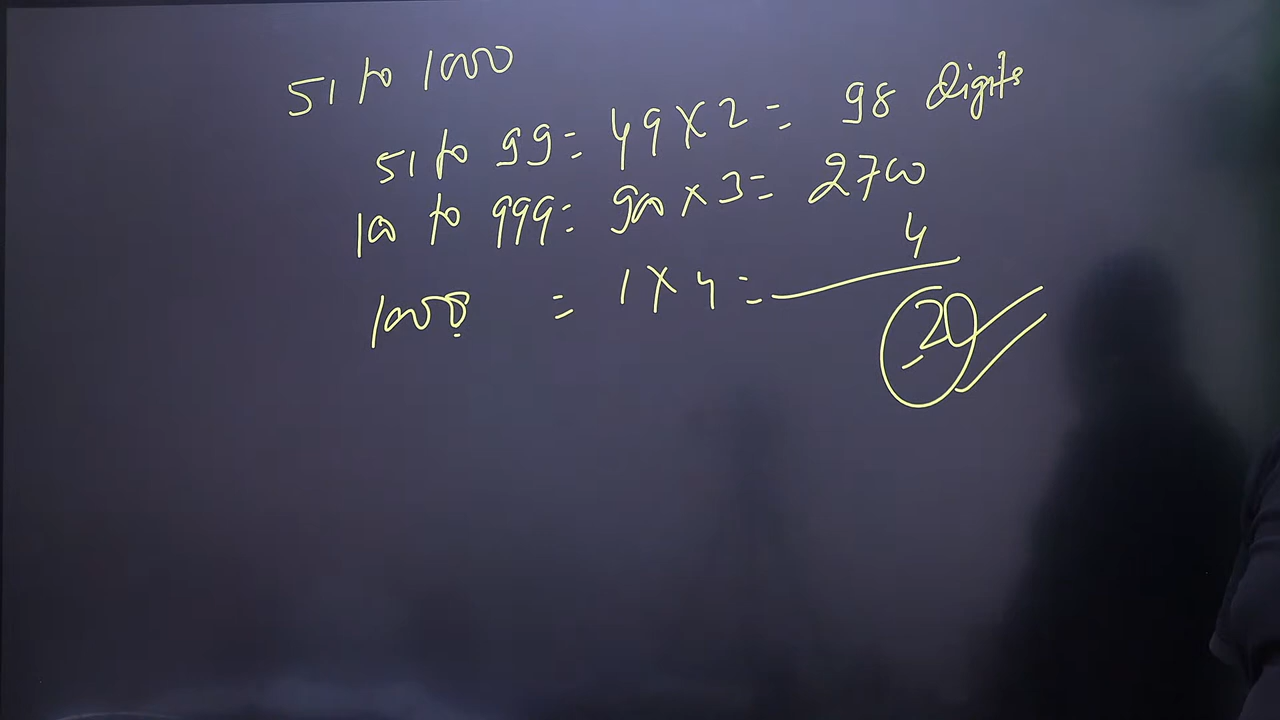 51 to 1000
51 to 99 = 49 X 2 = 98 digits
100 to 999 = 900 x 3 = 2700
1000 = 1 X 4 = 4